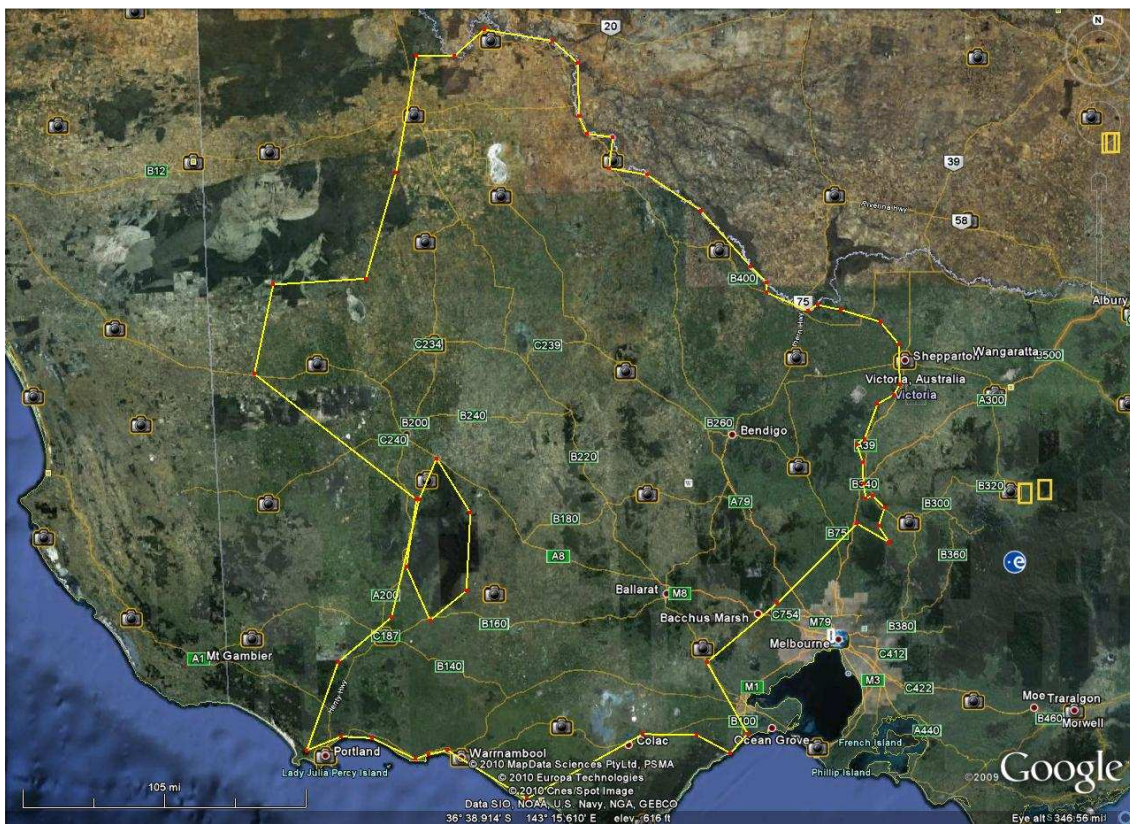 N
20
39
B12
58
B400
75
Albury
C234
C239
Shepparton
Wangaratta
B500
Victoria, Australia
Victoria
A300
B200
B240
C240
B260
Bendigo
A39
B220
B340
B320
A79
B300
B180
B75
A8
B360
Ballarat
M8
A200
Bacchus Marsh
C754
B160
M79
B380
C187
Melbourne
A1
Mt Gambier
B140
C412
M1
M3
C422
Henty Hwy
Moe
Traralgon
B460
Morwell
B100
A440
Ocean Grove
Colac
French Island
Portland
Warrnambool
Lady Julia Percy Island
Phillip Island
© 2010 MapData Sciences PtyLtd, PSMA
© 2010 Europa Technologies
© 2010 Cnes/Spot Image
Data SIO, NOAA, U.S. Navy, NGA, GEBCO
©2009 Google
105 mi
36° 38.914' S 143° 15.610' E elev 616 ft
Eye alt 346.56 mi